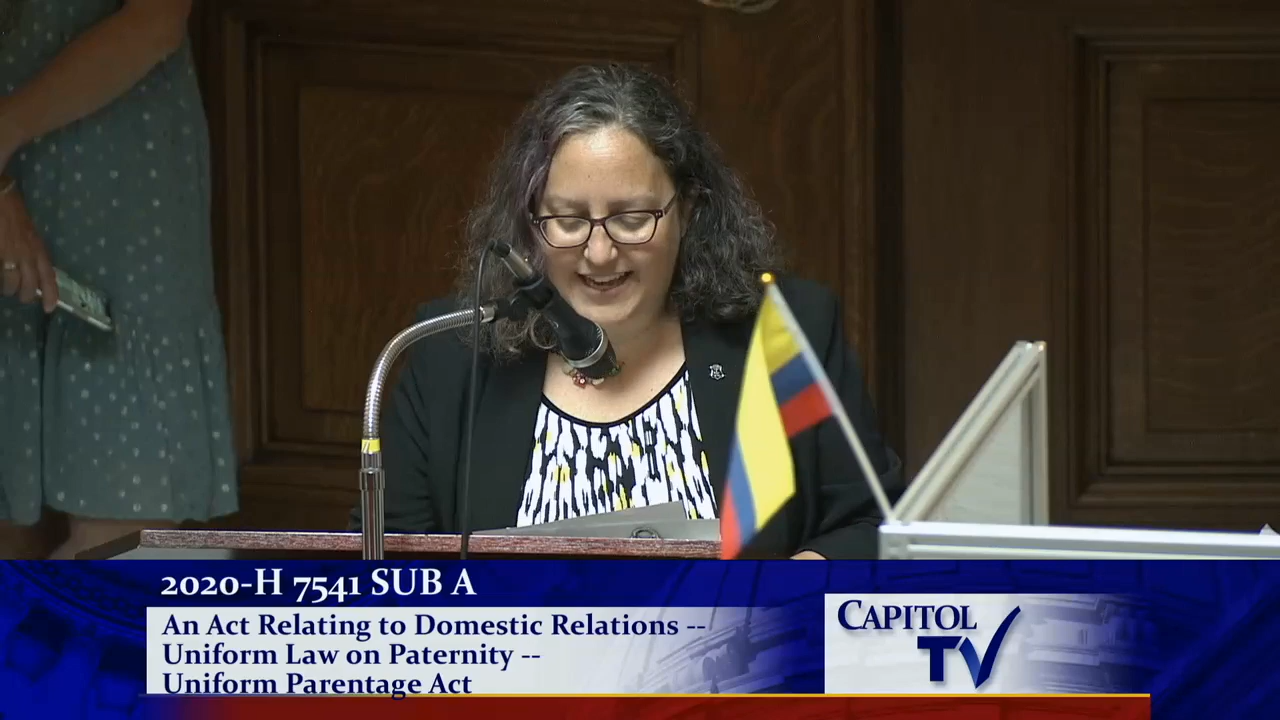 2020-H 7541 SUB A
An Act Relating to Domestic Relations --
Uniform Law on Paternity --
Uniform Parentage Act
CAPITOL
TV